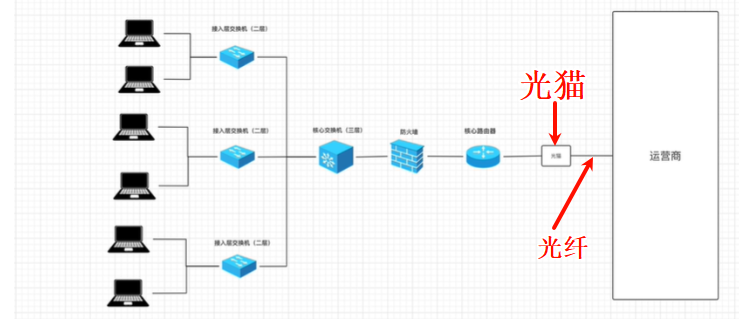 接入层交换机（二层）
光猫
接入层交换机（二层）
核心交换机（三层）
防火墙
核心路由器
光猫
运营商
光纤
接入层交换机（二层）